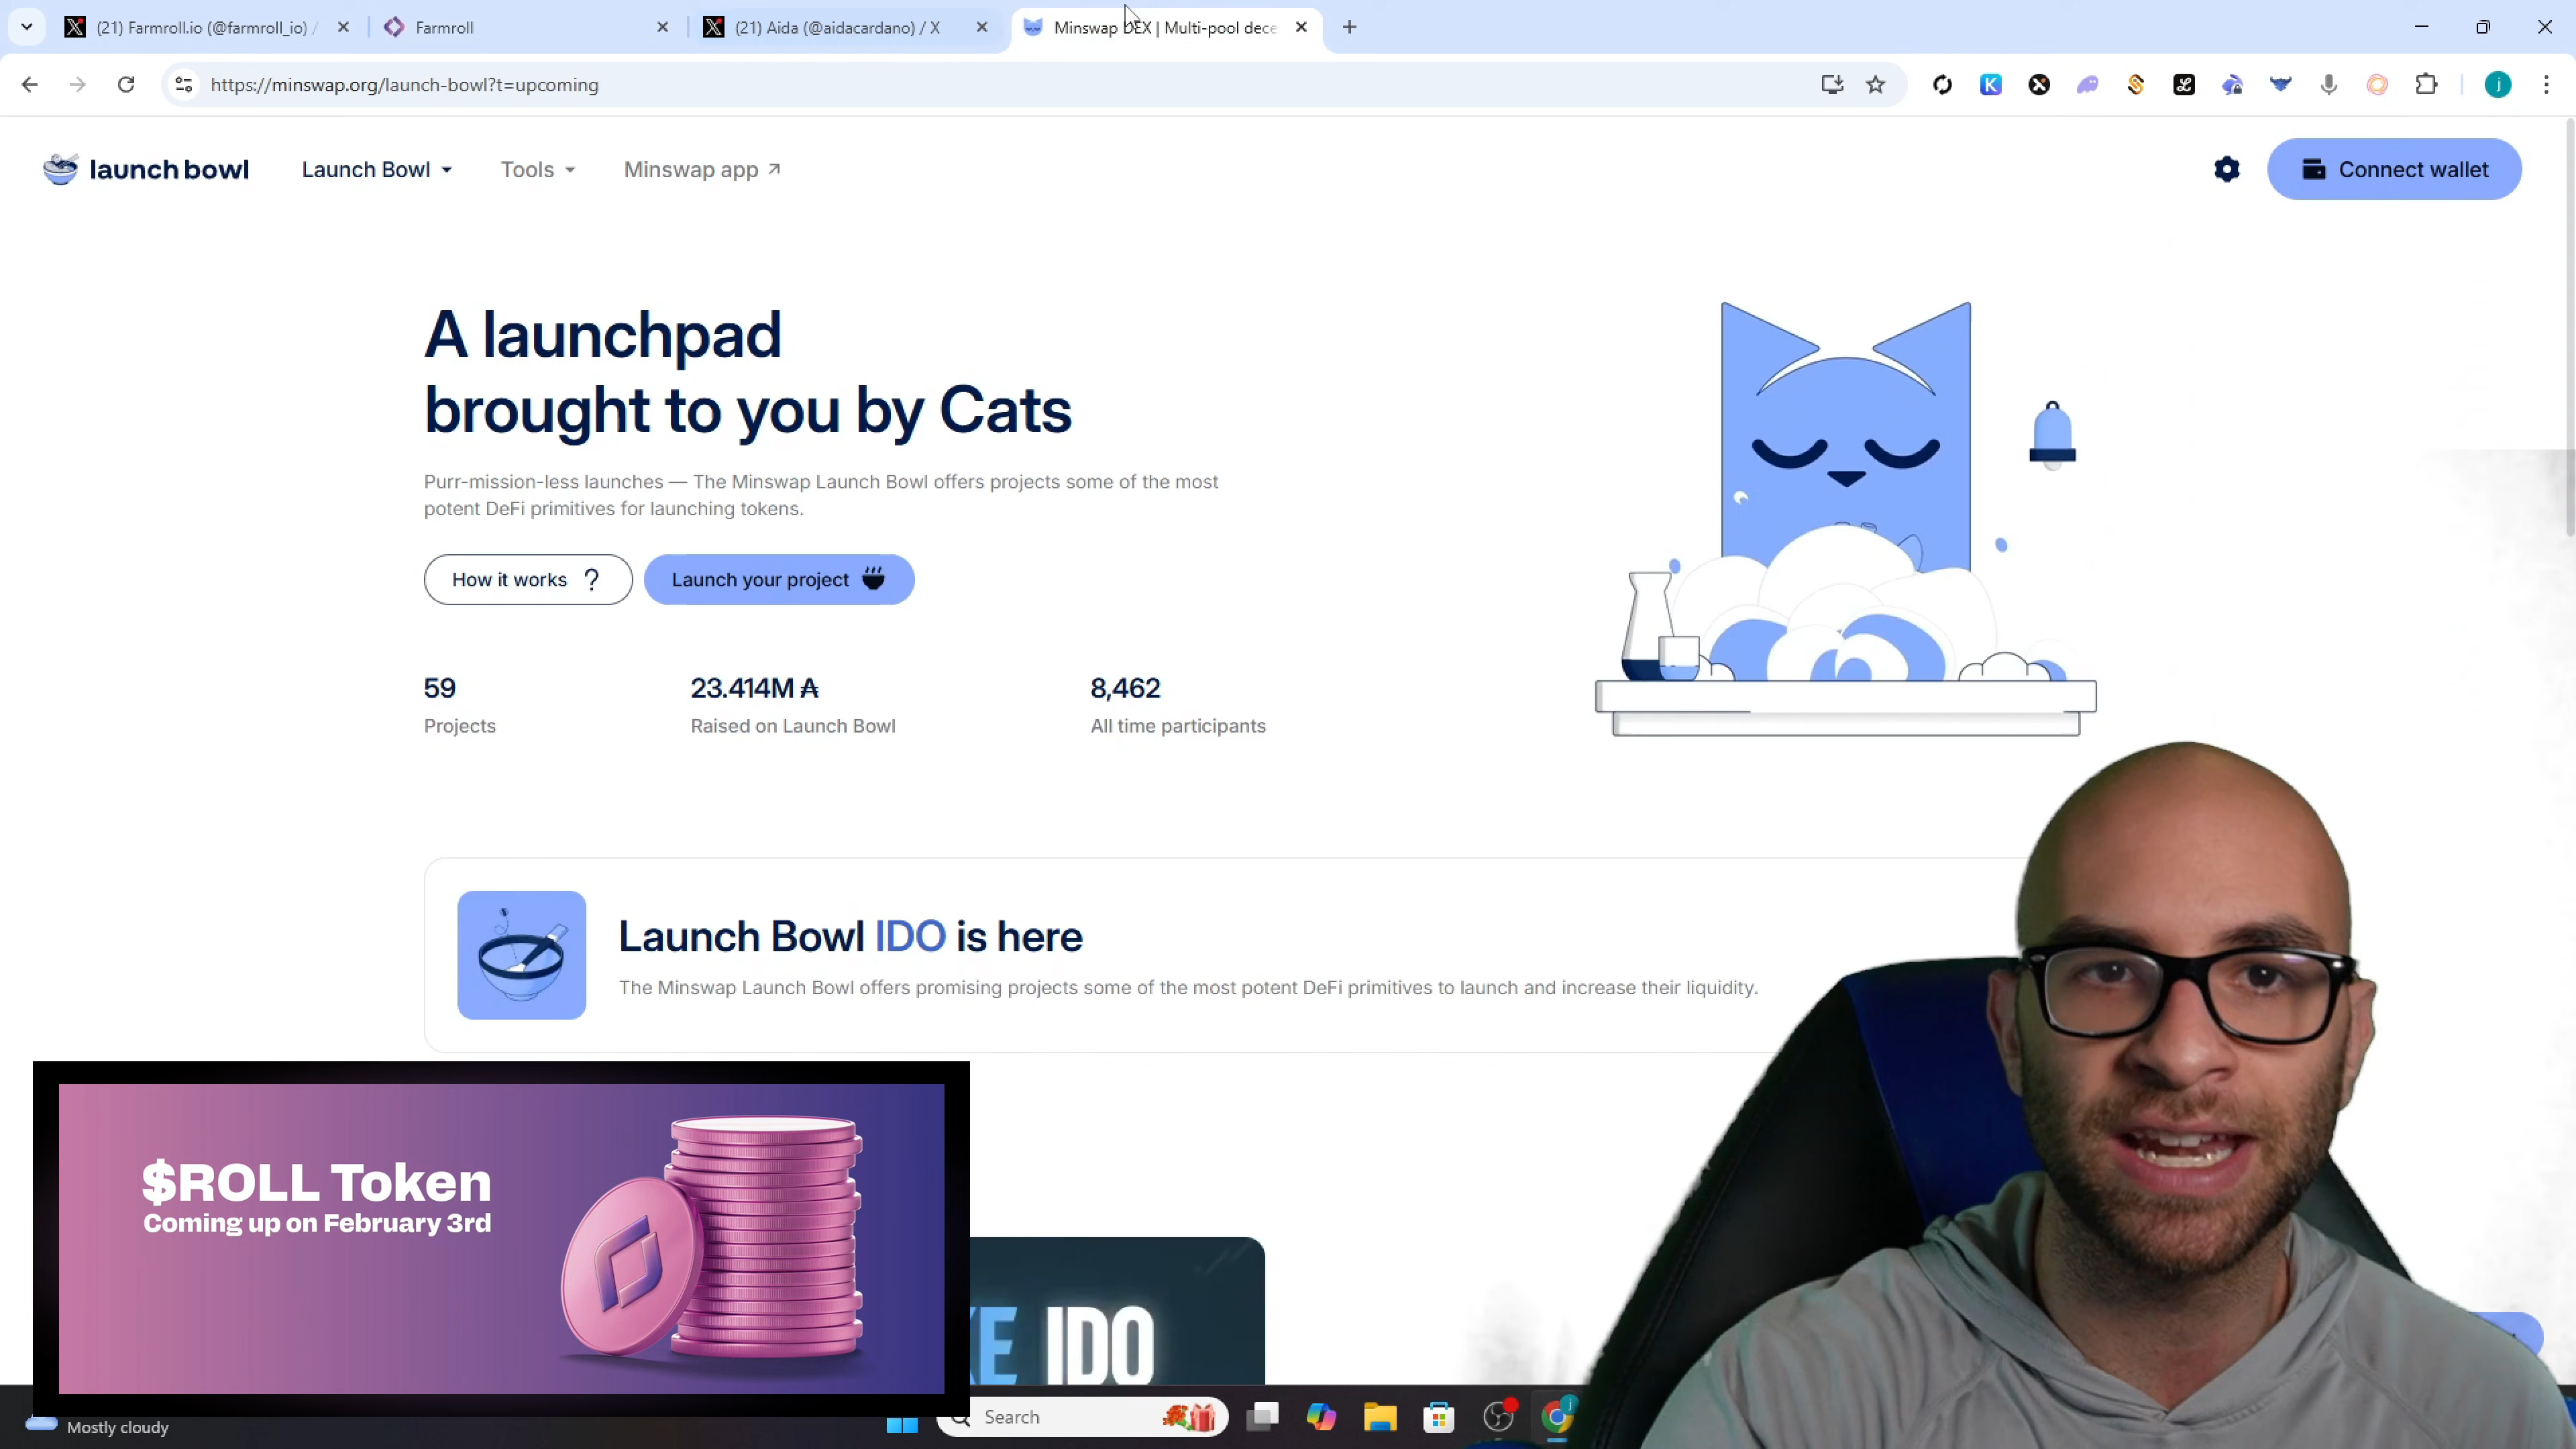 (21) Farmroll.io (@farmroll_io) /
Farmroll
(21) Aida (@aidacardano) / X
Minswap DEX | Multi-pool dece
https://minswap.org/launch-bowl?t=upcoming
launch bowl
Launch Bowl
Tools
Minswap app
Connect wallet
A launchpad
brought to you by Cats
Purr-mission-less launches — The Minswap Launch Bowl offers projects some of the most
potent DeFi primitives for launching tokens.
How it works ?
Launch your project
59
Projects
23.414M ₳
Raised on Launch Bowl
8,462
All time participants
Launch Bowl IDO is here
The Minswap Launch Bowl offers promising projects some of the most potent DeFi primitives to launch and increase their liquidity.
$ROLL Token
Coming up on February 3rd
IDO
Mostly cloudy
Search